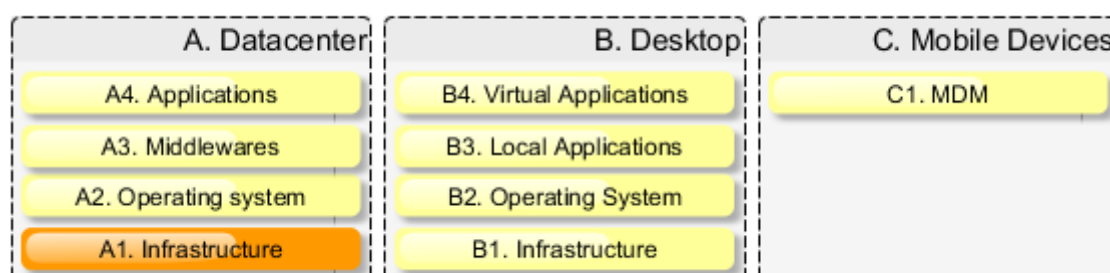 A. Datacenter
A4. Applications
A3. Middlewares
A2. Operating system
A1. Infrastructure
B. Desktop
B4. Virtual Applications
B3. Local Applications
B2. Operating System
B1. Infrastructure
C. Mobile Devices
C1. MDM